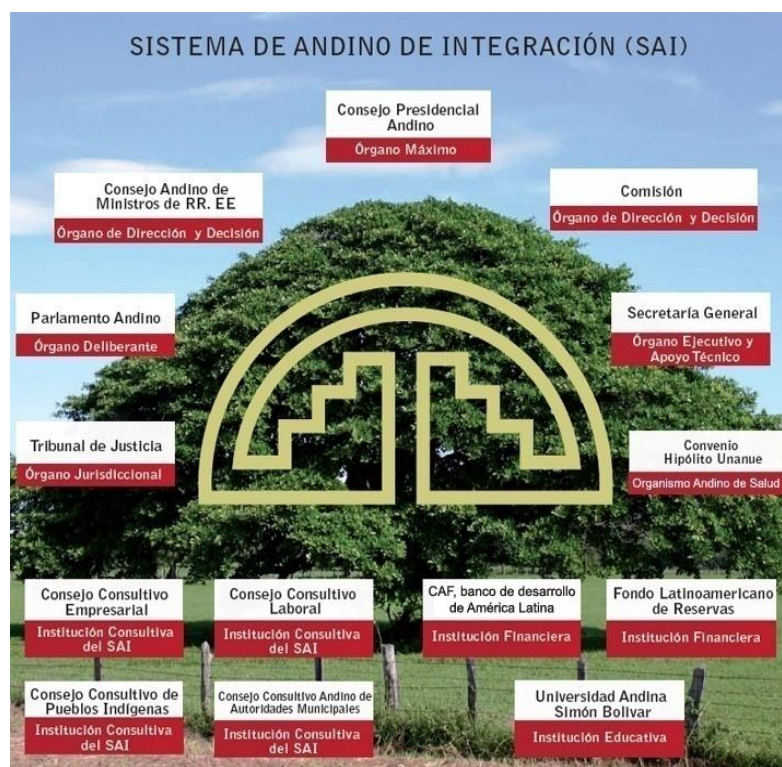 SISTEMA DE ANDINO DE INTEGRACIÓN (SAI)
Consejo Presidencial
Andino
Órgano Máximo
Consejo Andino de
Ministros de RR. EE
Órgano de Dirección y Decisión
Comisión
Órgano de Dirección y Decisión
Parlamento Andino
Órgano Deliberante
Secretaría General
Órgano Ejecutivo y
Apoyo Técnico
Tribunal de Justicia
Órgano Jurisdiccional
Convenio
Hipólito Unanue
Organismo Andino de Salud
Consejo Consultivo
Empresarial
Institución Consultiva
del SAI
Consejo Consultivo
Laboral
Institución Consultiva
del SAI
CAF, banco de desarrollo
de América Latina
Institución Financiera
Fondo Latinoamericano
de Reservas
Institución Financiera
Consejo Consultivo de
Pueblos Indígenas
Institución Consultiva
del SAI
Consejo Consultivo Andino de
Autoridades Municipales
Institución Consultiva
del SAI
Universidad Andina
Simón Bolivar
Institución Educativa